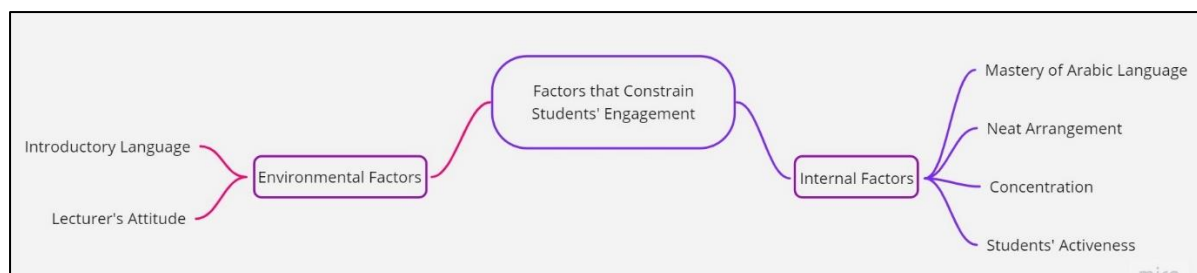 Factors that Constrain
Students' Engagement
Environmental Factors
Introductory Language
Lecturer's Attitude
Internal Factors
Mastery of Arabic Language
Neat Arrangement
Concentration
Students' Activeness